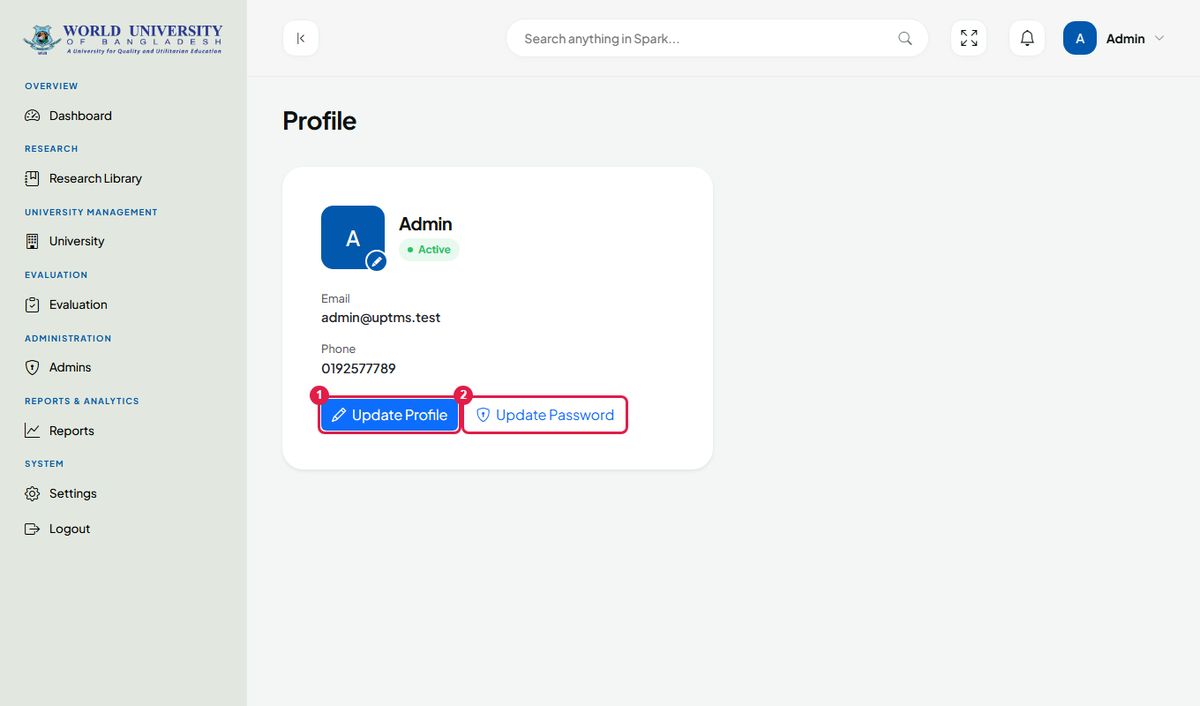 WORLD UNIVERSITY
OF BANGLADESH
A University for Quality and Utilitarian Education
OVERVIEW
Dashboard
RESEARCH
Research Library
UNIVERSITY MANAGEMENT
University
EVALUATION
Evaluation
ADMINISTRATION
Admins
REPORTS & ANALYTICS
Reports
SYSTEM
Settings
Logout
Search anything in Spark...
A
Admin
Profile
A
Admin
Active
Email
admin@uptms.test
Phone
0192577789
1
Update Profile
2
Update Password